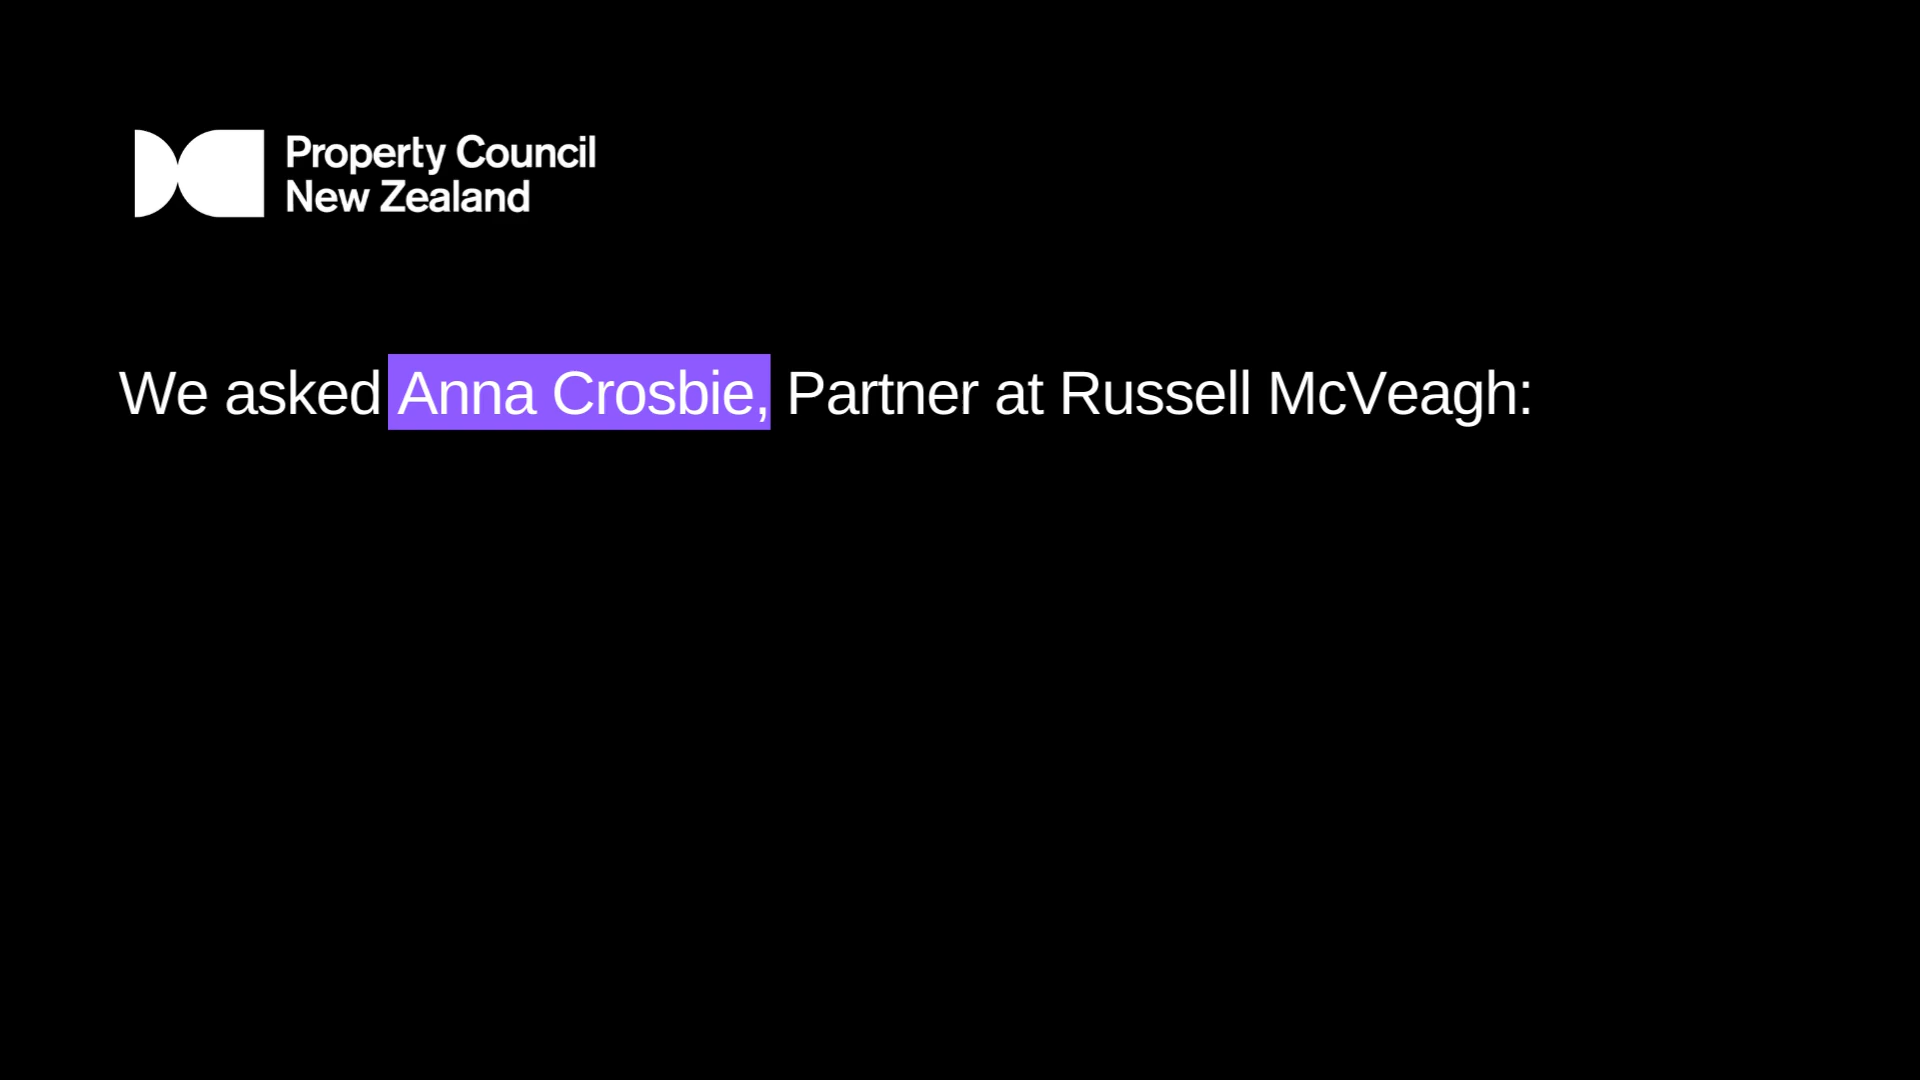 Property Council
New Zealand
We asked Anna Crosbie, Partner at Russell McVeagh: